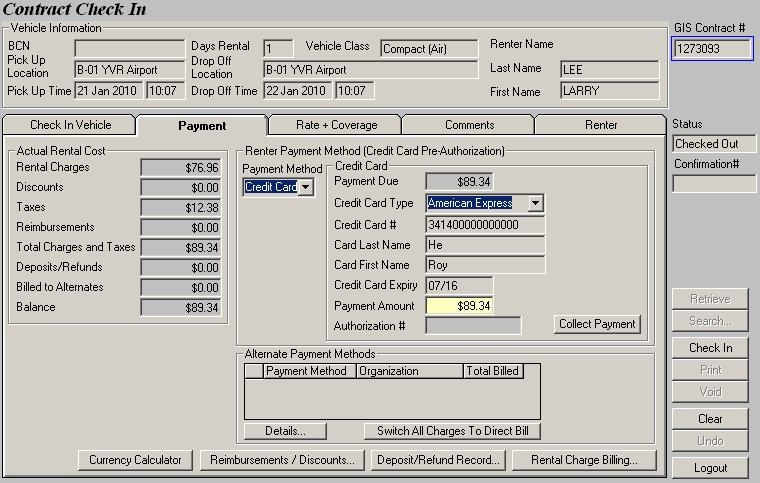 Contract Check In
Vehicle Information
BCN Days Rental 1 Vehicle Class Compact (Air) Renter Name
Pick Up Location B-01 YVR Airport Drop Off Location B-01 YVR Airport Last Name LEE
Pick Up Time 21 Jan 2010 10:07 Drop Off Time 22 Jan 2010 10:07 First Name LARRY
GIS Contract #
1273093
Check In Vehicle Payment Rate + Coverage Comments Renter
Status
Checked Out
Confirmation#
Actual Rental Cost
Rental Charges $76.96
Discounts $0.00
Taxes $12.38
Reimbursements $0.00
Total Charges and Taxes $89.34
Deposits/Refunds $0.00
Billed to Alternates $0.00
Balance $89.34
Renter Payment Method (Credit Card Pre-Authorization)
Payment Method
Credit Card
Credit Card
Payment Due $89.34
Credit Card Type American Express
Credit Card # 341400000000000
Card Last Name He
Card First Name Roy
Credit Card Expiry 07/16
Payment Amount $89.34
Authorization # Collect Payment
Alternate Payment Methods
Payment Method Organization Total Billed
Details... Switch All Charges To Direct Bill
Currency Calculator Reimbursements / Discounts... Deposit/Refund Record... Rental Charge Billing...
Retrieve
Search...
Check In
Print
Void
Clear
Undo
Logout